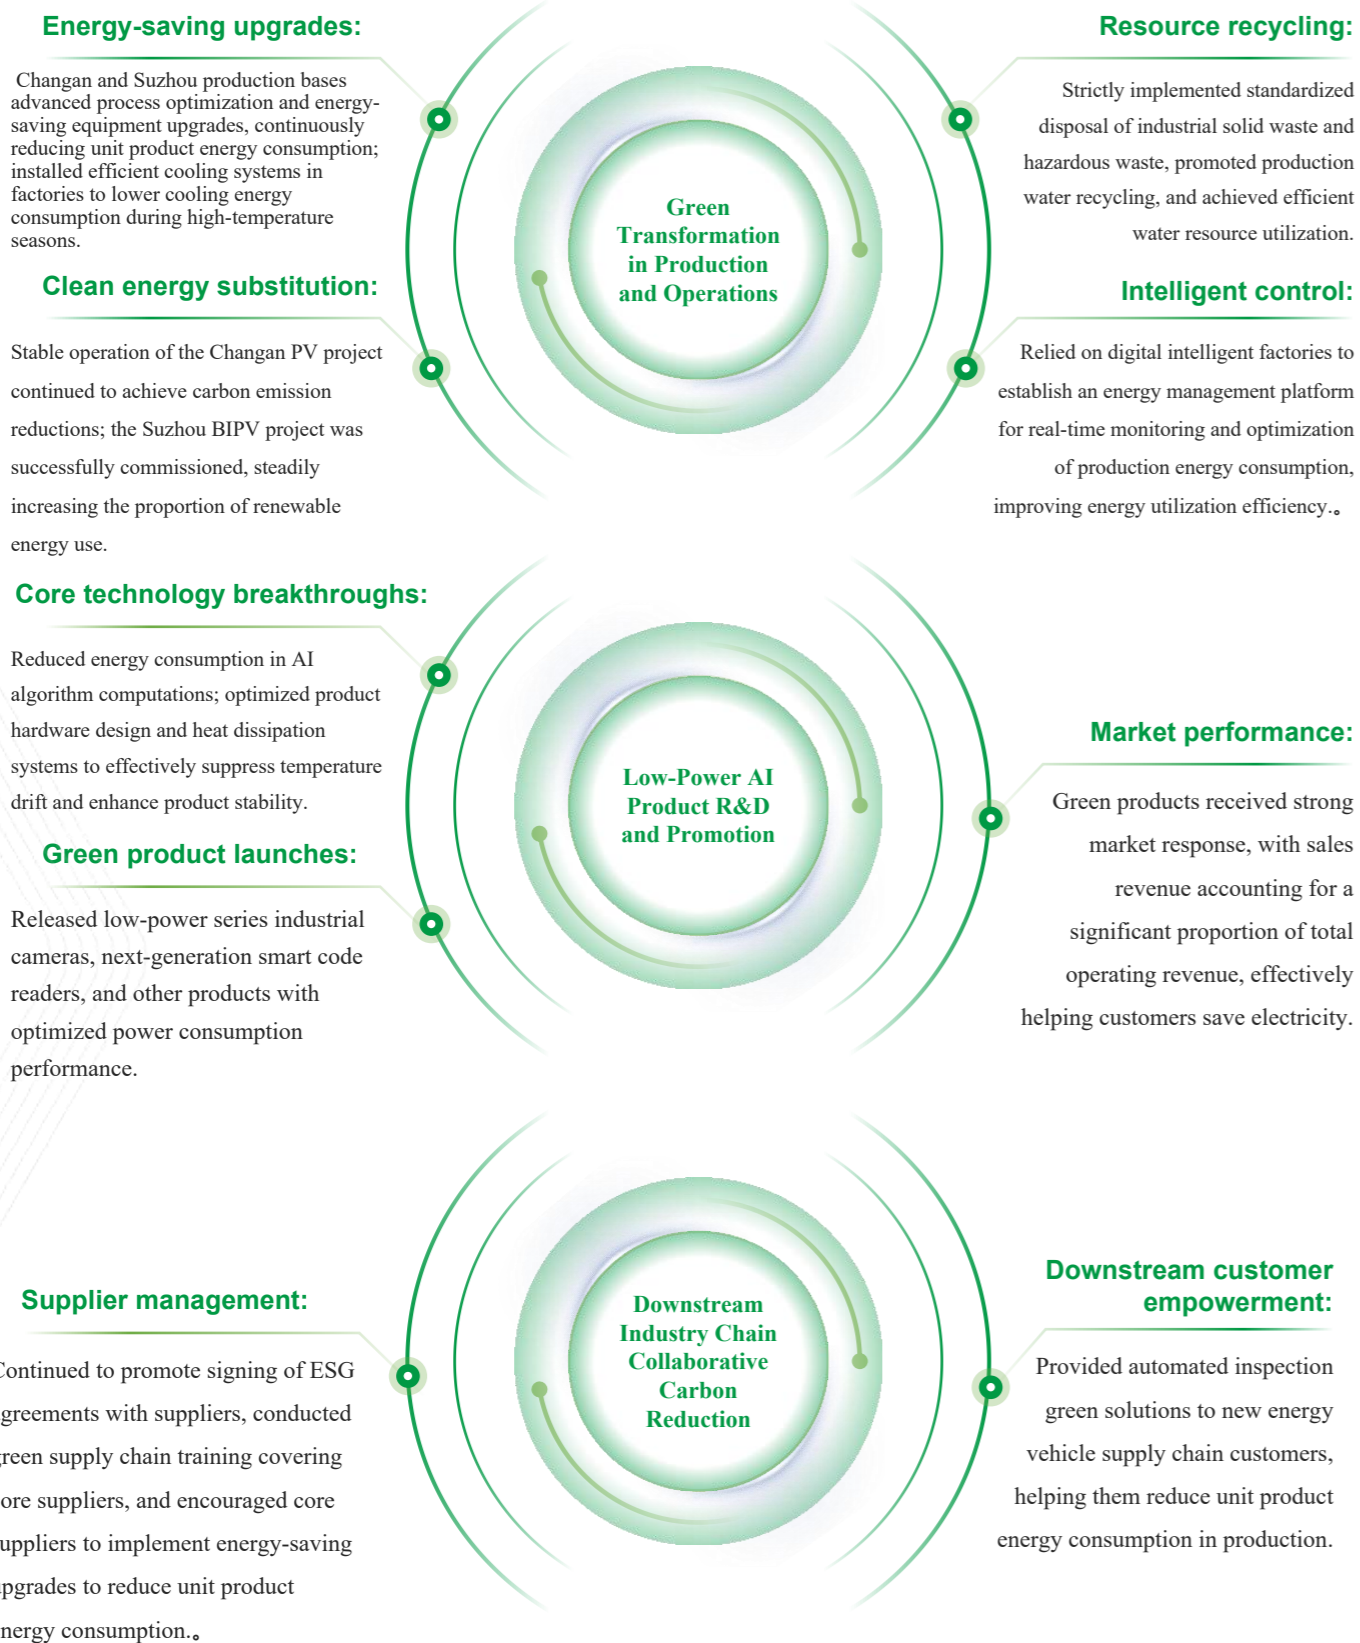 Energy-saving upgrades:
Changan and Suzhou production bases
advanced process optimization and energy-
saving equipment upgrades, continuously
reducing unit product energy consumption;
installed efficient cooling systems in
factories to lower cooling energy
consumption during high-temperature
seasons.
Clean energy substitution:
Stable operation of the Changan PV project
continued to achieve carbon emission
reductions; the Suzhou BIPV project was
successfully commissioned, steadily
increasing the proportion of renewable
energy use.
Green
Transformation
in Production
and Operations
Resource recycling:
Strictly implemented standardized
disposal of industrial solid waste and
hazardous waste, promoted production
water recycling, and achieved efficient
water resource utilization.
Intelligent control:
Relied on digital intelligent factories to
establish an energy management platform
for real-time monitoring and optimization
of production energy consumption,
improving energy utilization efficiency.。
Core technology breakthroughs:
Reduced energy consumption in AI
algorithm computations; optimized product
hardware design and heat dissipation
systems to effectively suppress temperature
drift and enhance product stability.
Green product launches:
Released low-power series industrial
cameras, next-generation smart code
readers, and other products with
optimized power consumption
performance.
Low-Power AI
Product R&D
and Promotion
Market performance:
Green products received strong
market response, with sales
revenue accounting for a
significant proportion of total
operating revenue, effectively
helping customers save electricity.
Supplier management:
Continued to promote signing of ESG
agreements with suppliers, conducted
green supply chain training covering
core suppliers, and encouraged core
suppliers to implement energy-saving
upgrades to reduce unit product
energy consumption.。
Downstream
Industry Chain
Collaborative
Carbon
Reduction
Downstream customer
empowerment:
Provided automated inspection
green solutions to new energy
vehicle supply chain customers,
helping them reduce unit product
energy consumption in production.